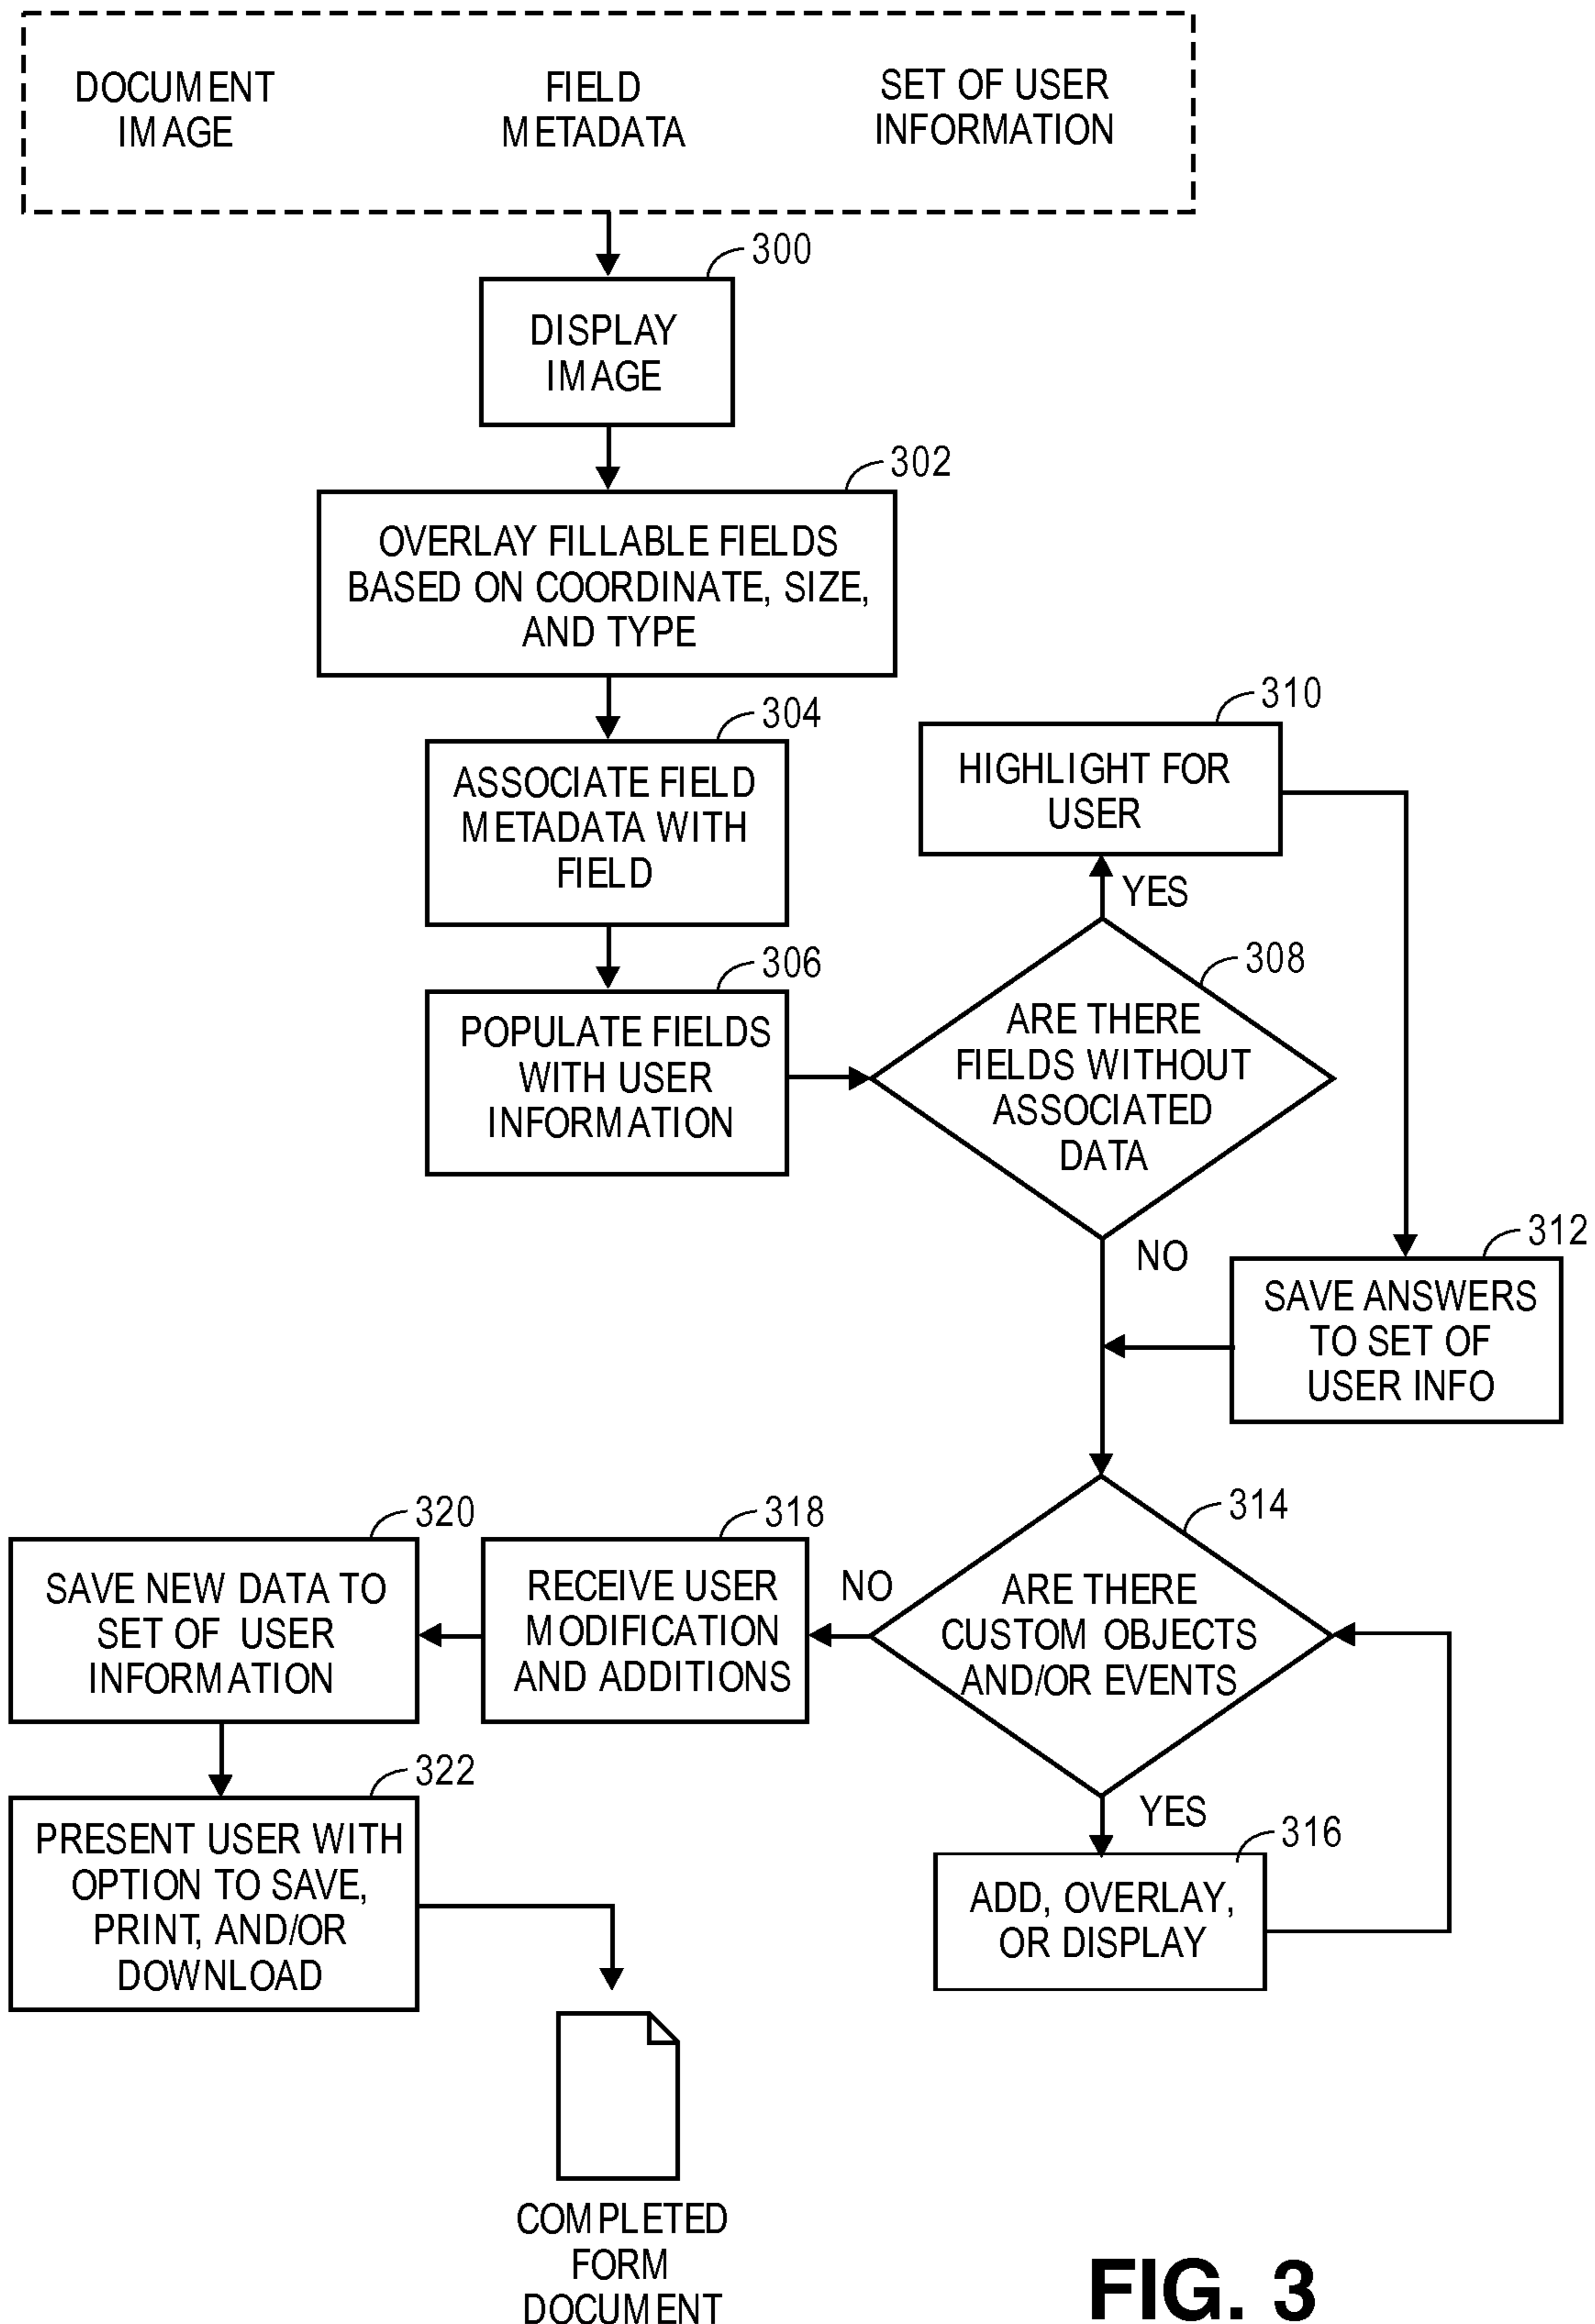 DOCUMENT
IMAGE
FIELD
METADATA
SET OF USER
INFORMATION
300
DISPLAY
IMAGE
302
OVERLAY FILLABLE FIELDS
BASED ON COORDINATE, SIZE,
AND TYPE
304
ASSOCIATE FIELD
METADATA WITH
FIELD
306
POPULATE FIELDS
WITH USER
INFORMATION
308
ARE THERE
FIELDS WITHOUT
ASSOCIATED
DATA
YES
310
HIGHLIGHT FOR
USER
NO
312
SAVE ANSWERS
TO SET OF
USER INFO
314
ARE THERE
CUSTOM OBJECTS
AND/OR EVENTS
YES
316
ADD, OVERLAY,
OR DISPLAY
NO
318
RECEIVE USER
MODIFICATION
AND ADDITIONS
320
SAVE NEW DATA TO
SET OF USER
INFORMATION
322
PRESENT USER WITH
OPTION TO SAVE,
PRINT, AND/OR
DOWNLOAD
COMPLETED
FORM
DOCUMENT
FIG. 3